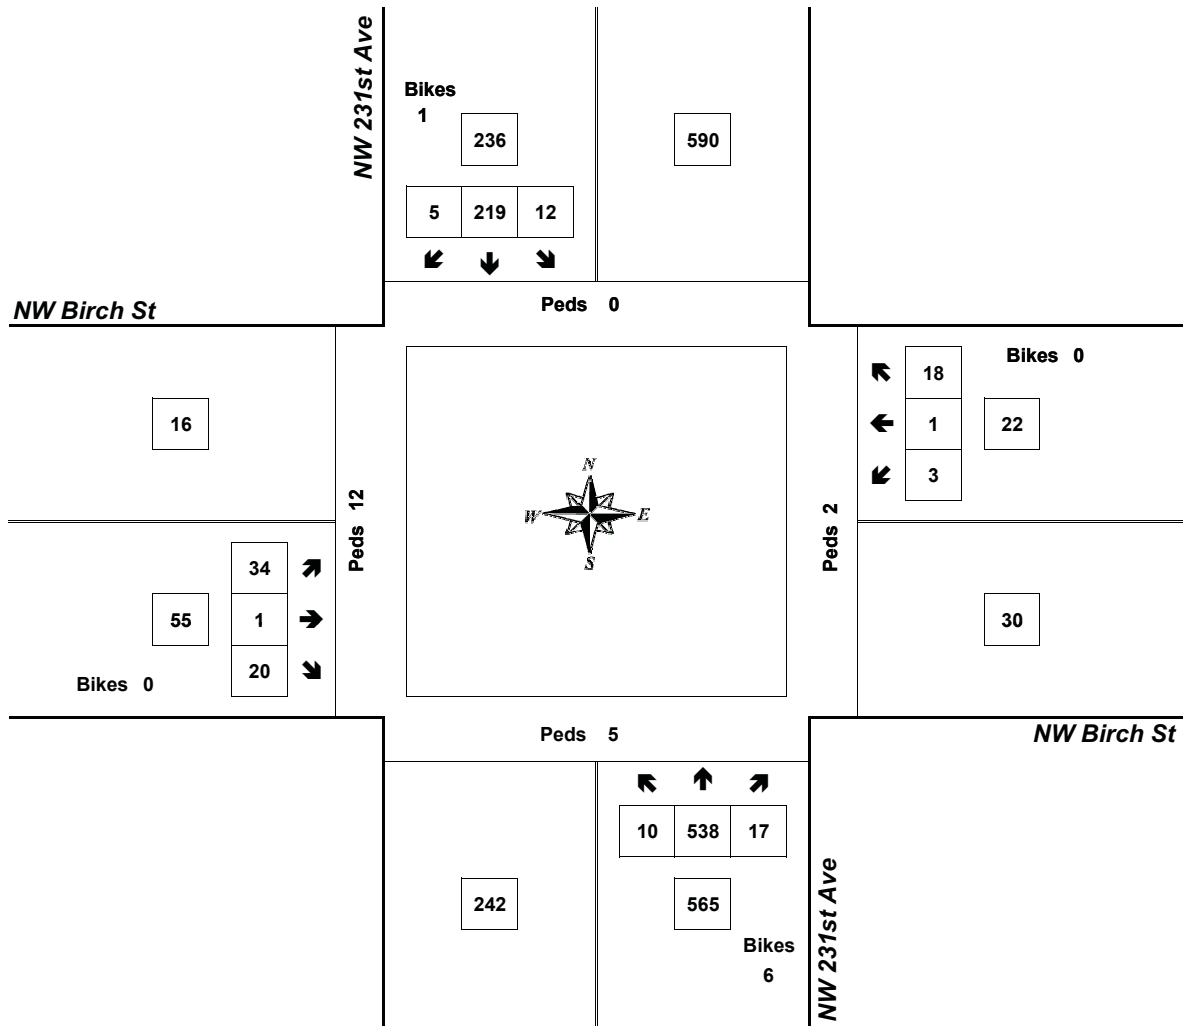 NW 231st Ave
Bikes
1
236
590
5 219 12
NW Birch St
Peds 0
Bikes 0
18
16
1 22
3
N
W E
S
Peds 12
Peds 2
34
55 1
30
20
Bikes 0
NW Birch St
Peds 5
10 538 17
242
565
Bikes
6
NW 231st Ave